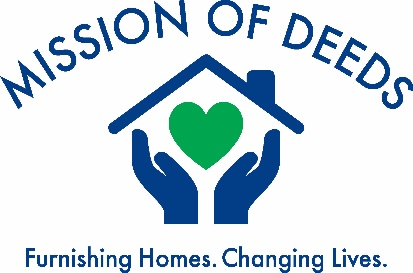 MISSION OF DEEDS
Furnishing Homes. Changing Lives.